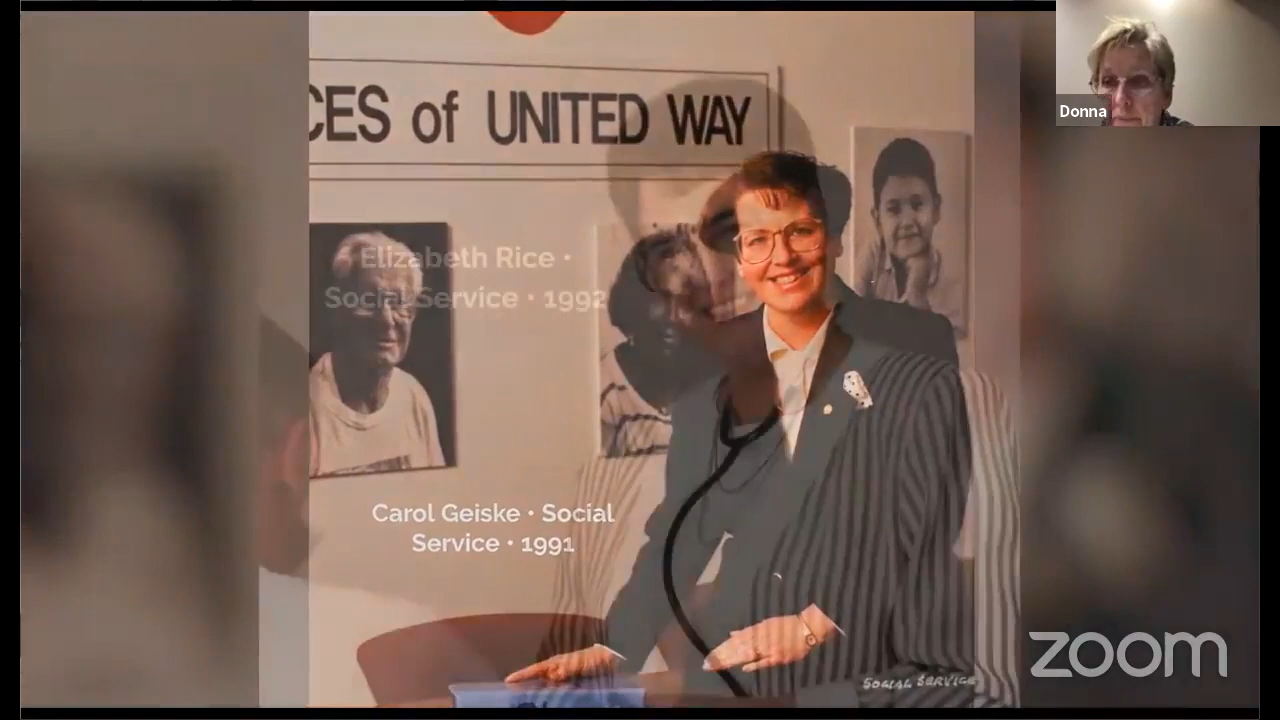 CES of UNITED WAY
Donna
Elizabeth Rice •
Social Service • 1992
Carol Geiske • Social
Service • 1991
SOCIAL SERVICE
zoom